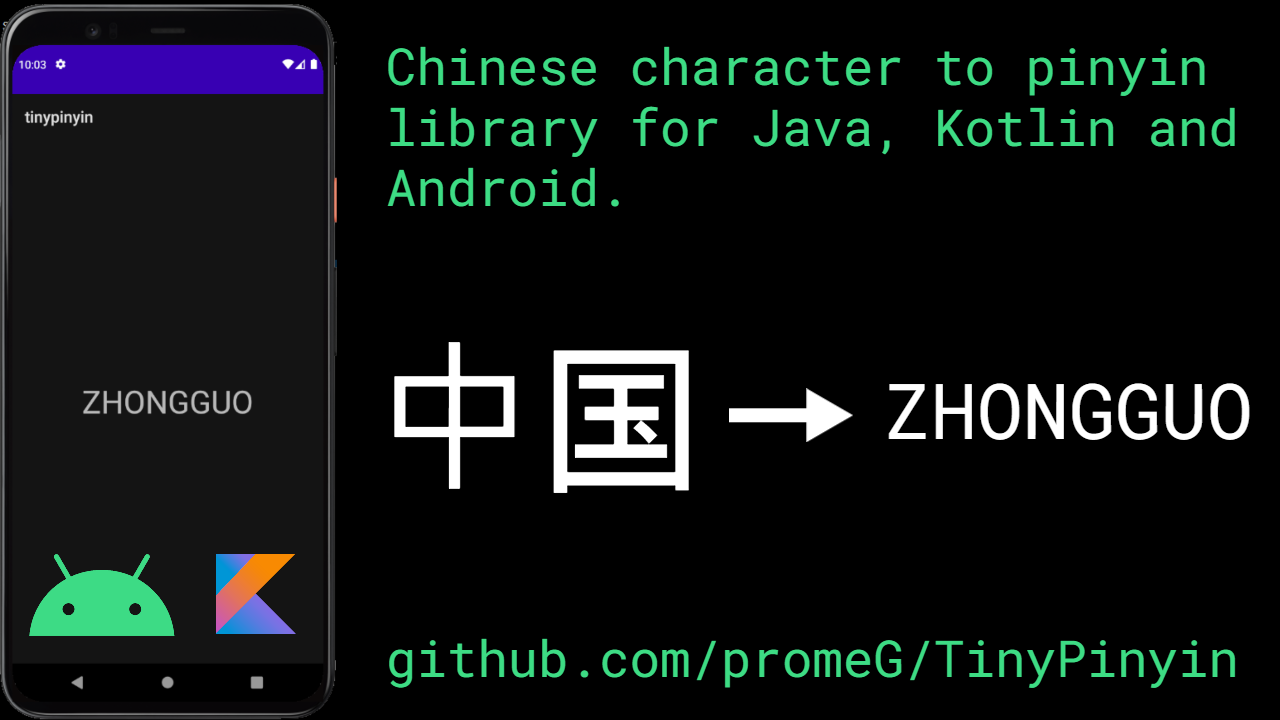 10:03
tinypinyin
ZHONGGUO
Chinese character to pinyin
library for Java, Kotlin and
Android.
中国 → ZHONGGUO
github.com/promeG/TinyPinyin